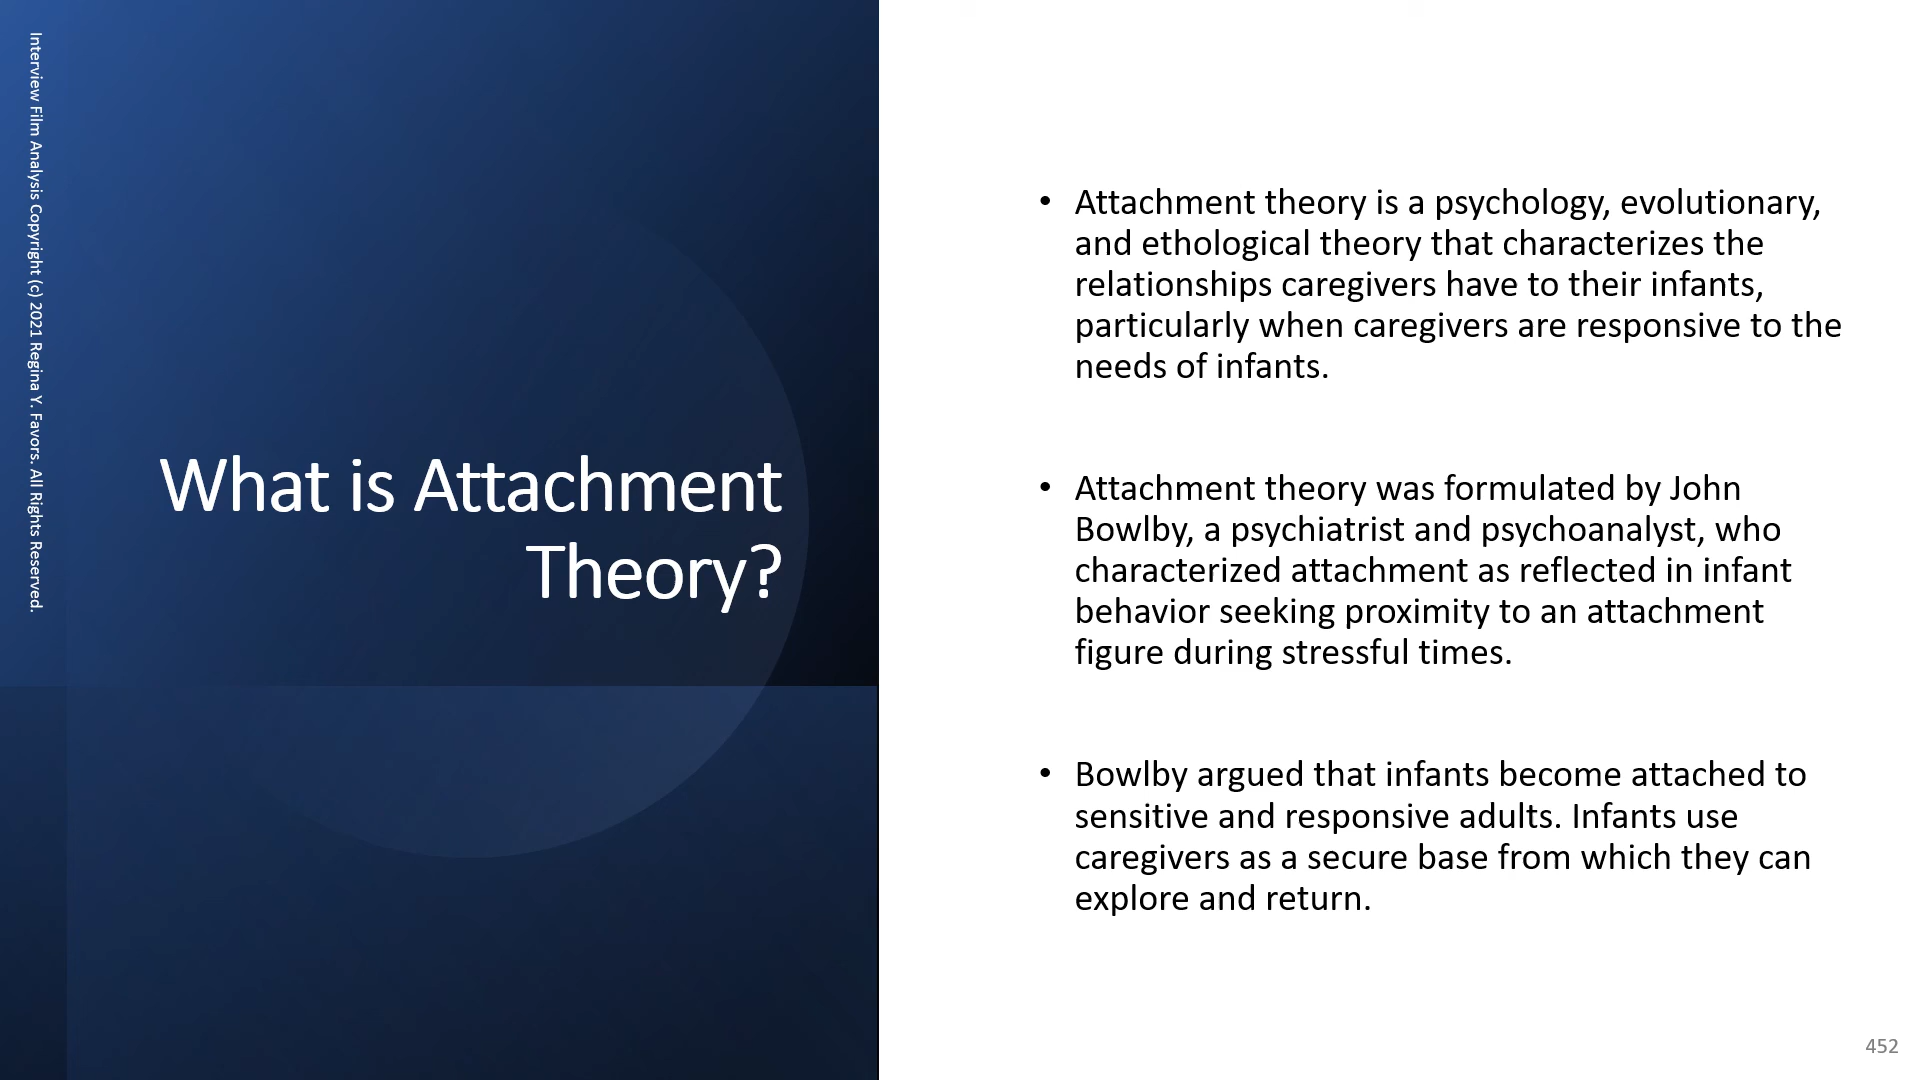 Interview Film Analysis Copyright (c) 2021 Regina Y. Favors. All Rights Reserved.
What is Attachment
Theory?
• Attachment theory is a psychology, evolutionary,
and ethological theory that characterizes the
relationships caregivers have to their infants,
particularly when caregivers are responsive to the
needs of infants.
• Attachment theory was formulated by John
Bowlby, a psychiatrist and psychoanalyst, who
characterized attachment as reflected in infant
behavior seeking proximity to an attachment
figure during stressful times.
• Bowlby argued that infants become attached to
sensitive and responsive adults. Infants use
caregivers as a secure base from which they can
explore and return.
452